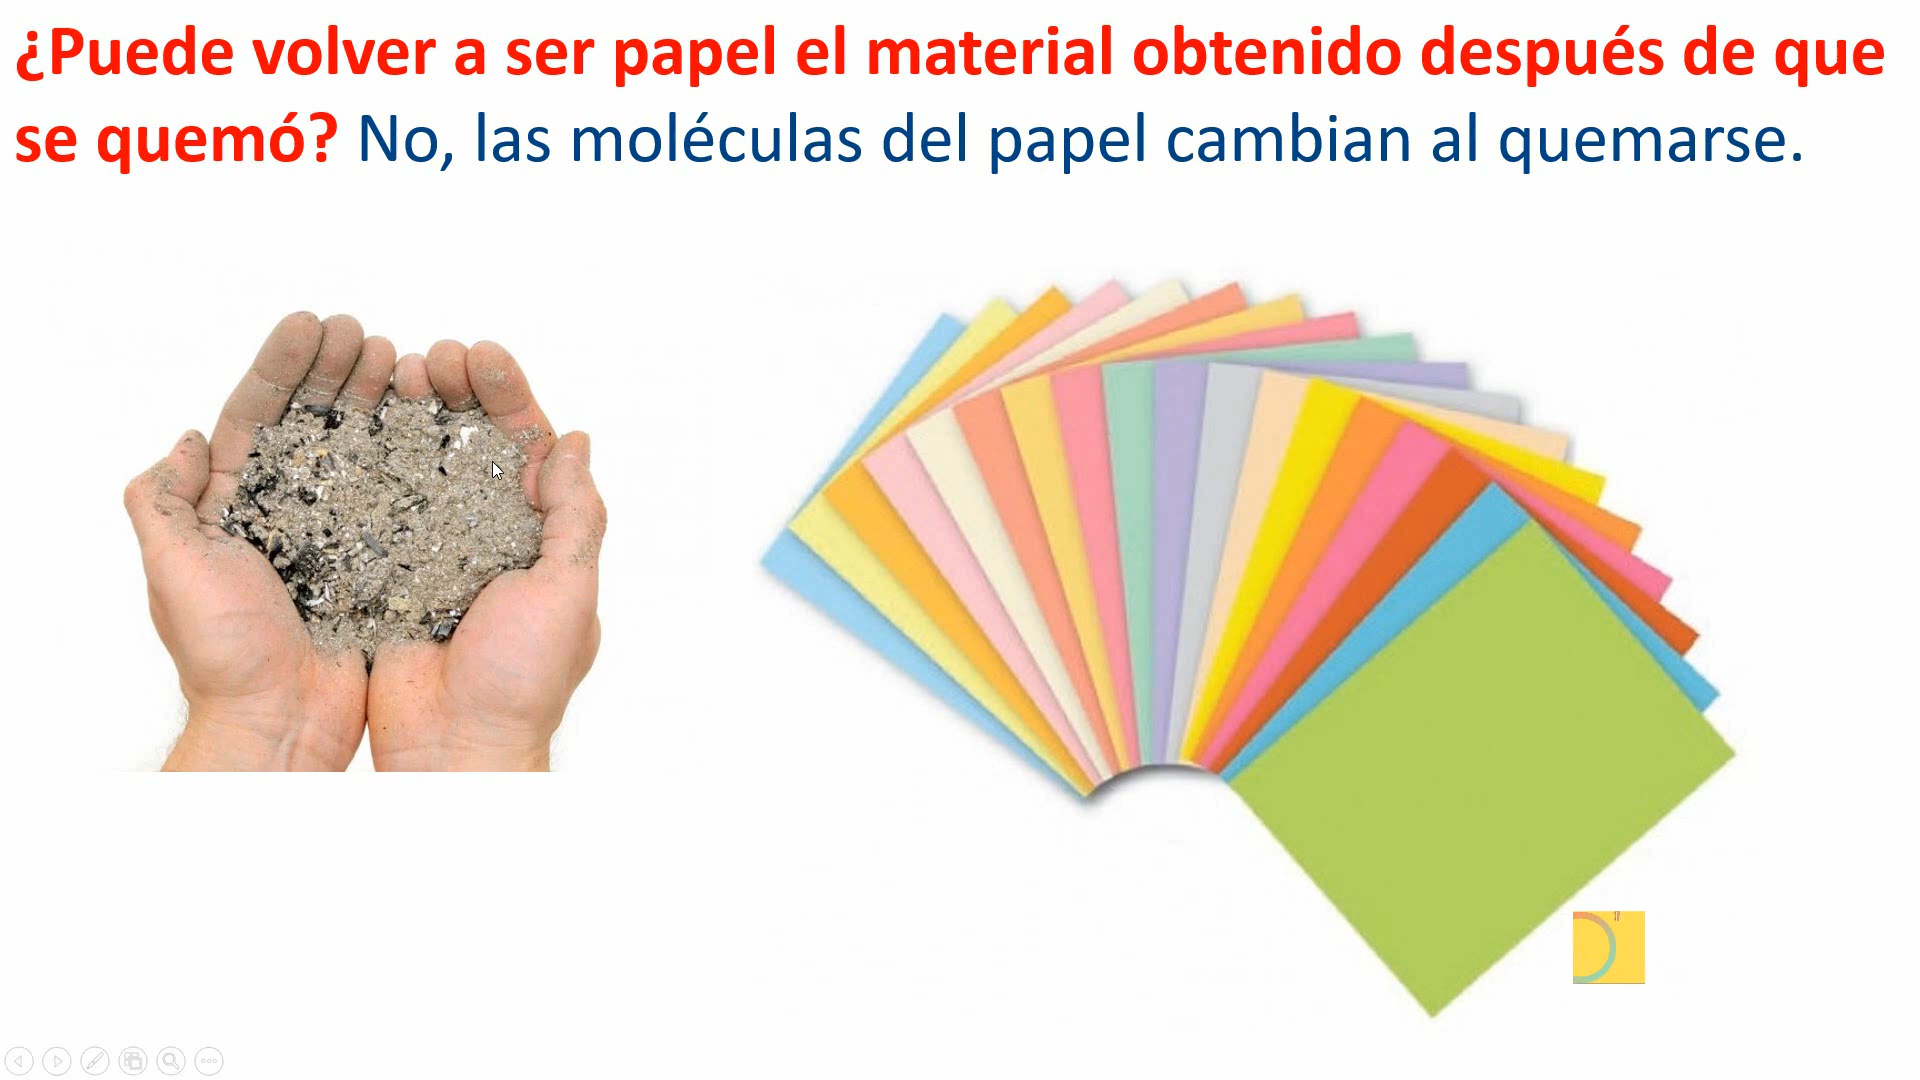 ¿Puede volver a ser papel el material obtenido después de que
se quemó? No, las moléculas del papel cambian al quemarse.
17